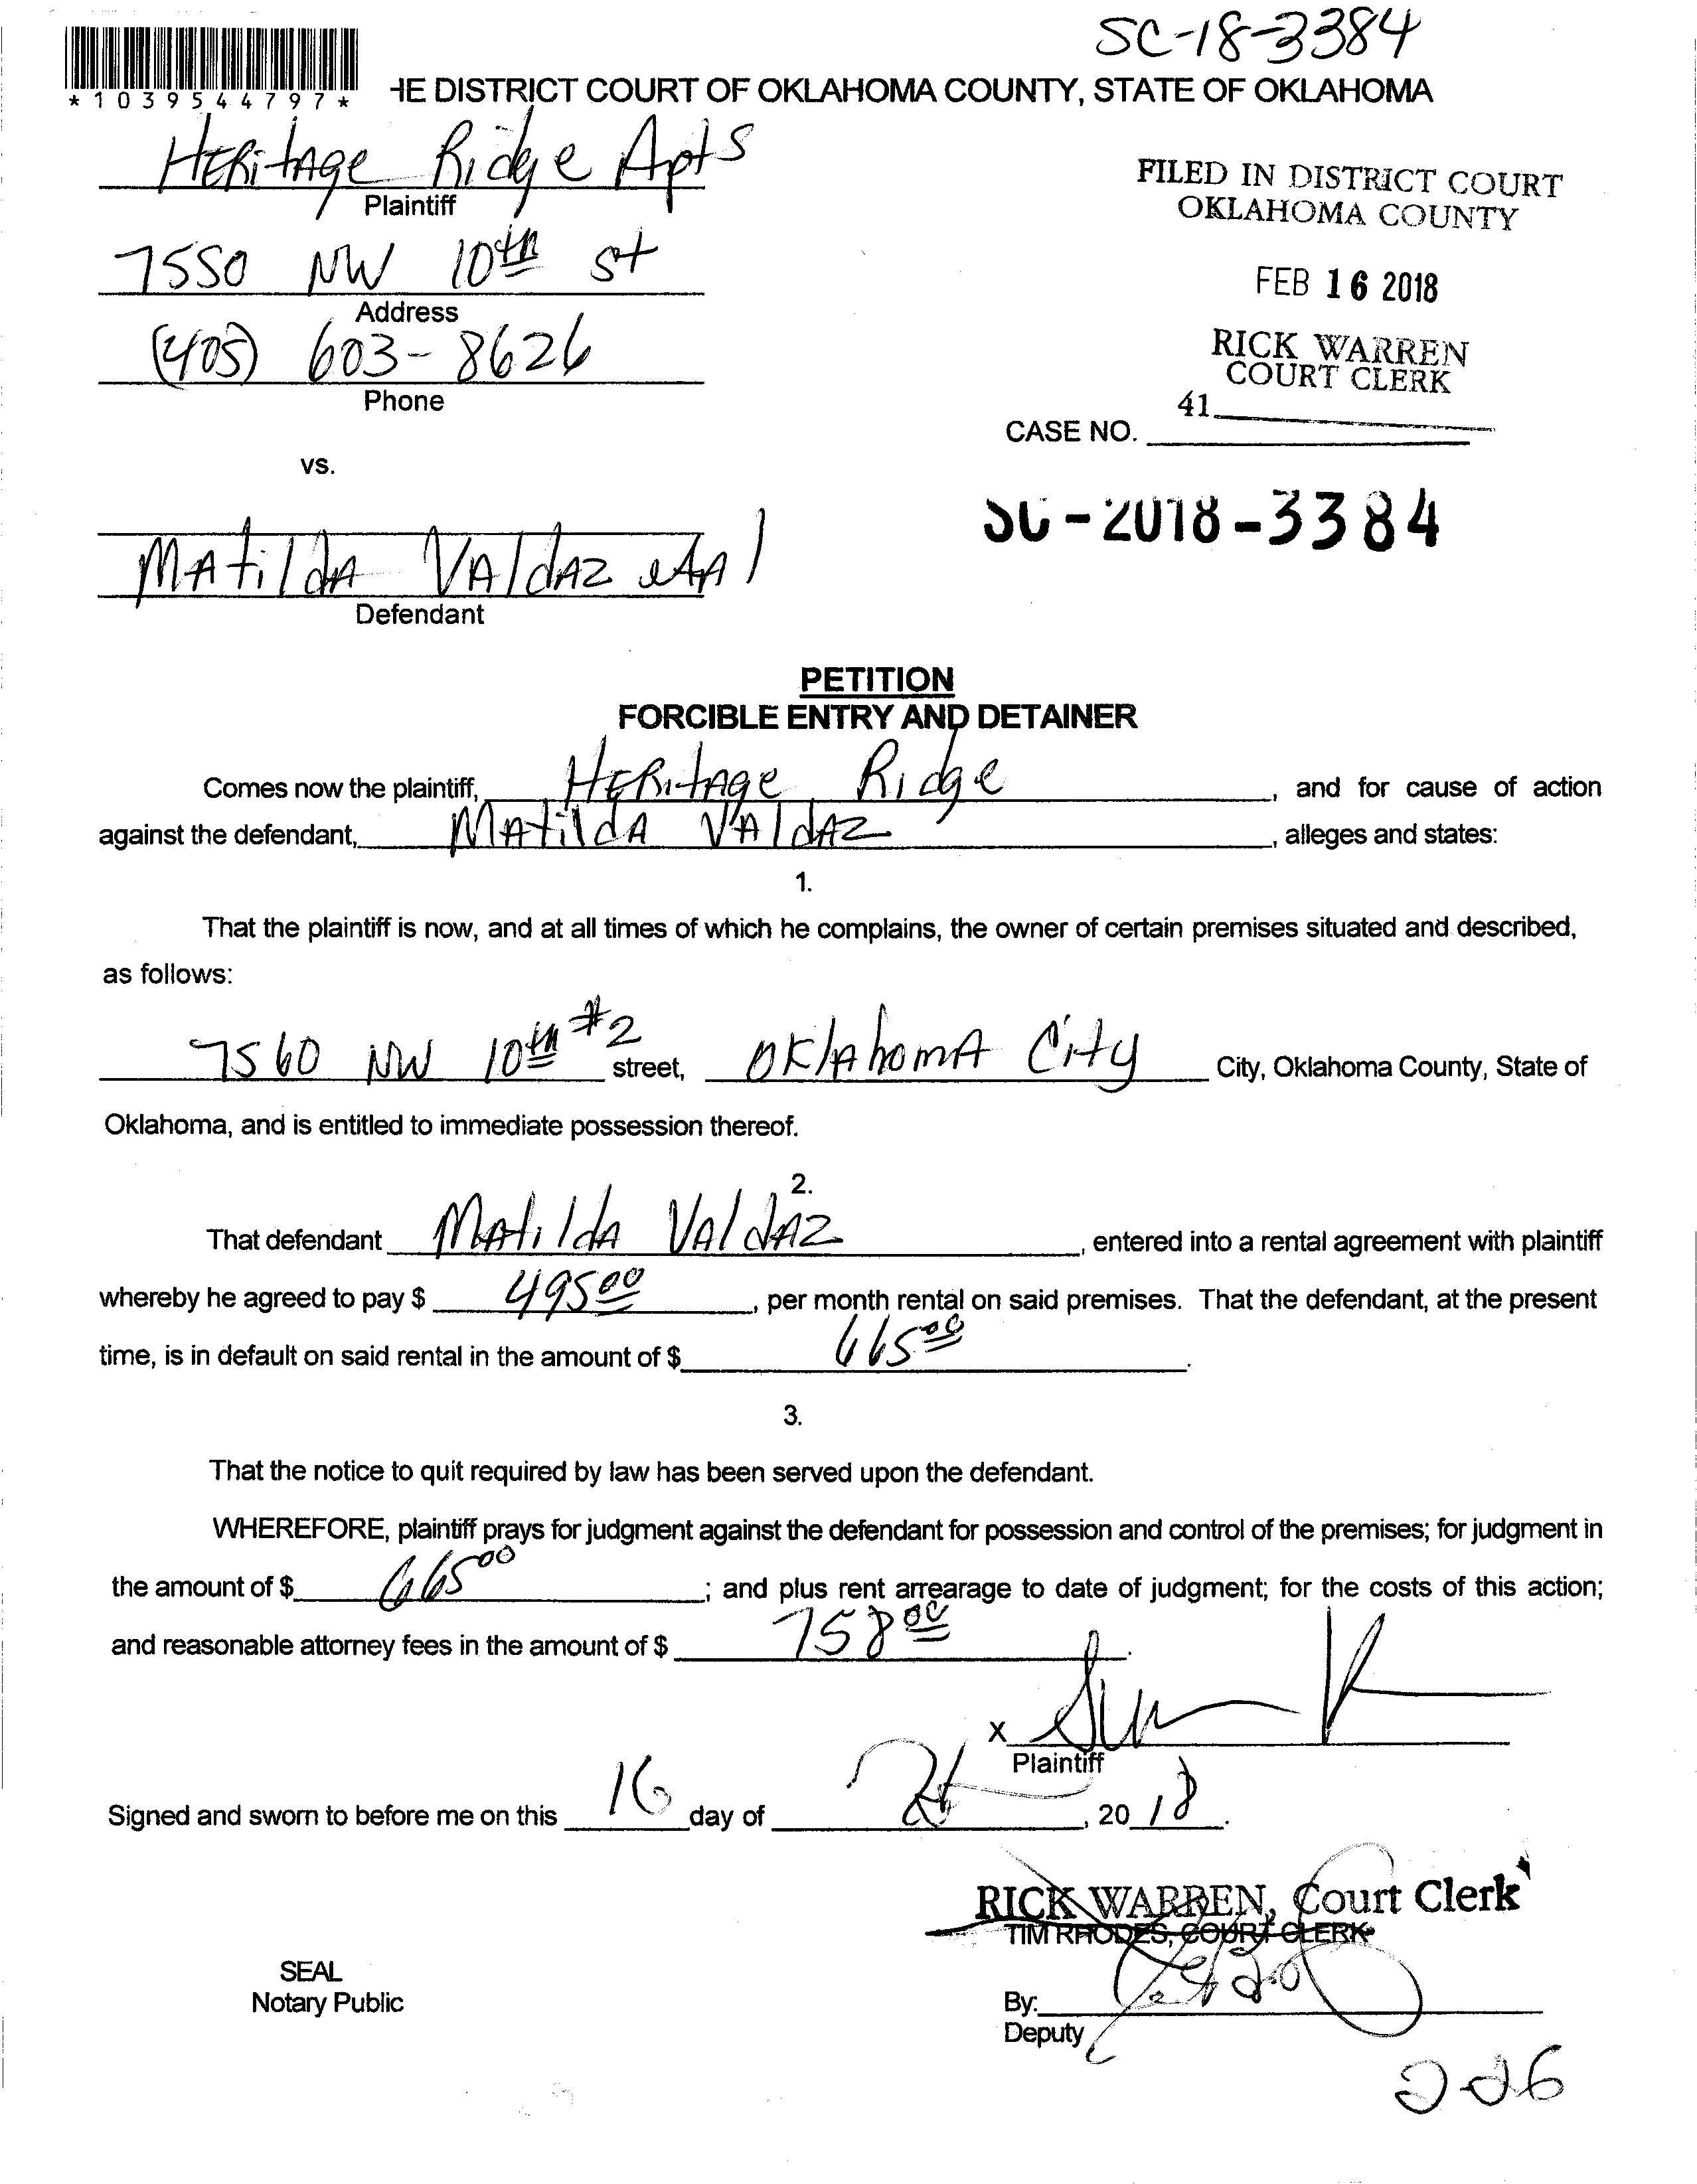 SC-18-3384
*1039544797*
HE DISTRICT COURT OF OKLAHOMA COUNTY, STATE OF OKLAHOMA
Heritage Ridge Apts
Plaintiff
FILED IN DISTRICT COURT
OKLAHOMA COUNTY
7550 NW 10th St
Address
FEB 16 2018
(405) 603-8626
Phone
RICK WARREN
COURT CLERK
41
CASE NO.
vs.
SC-2018-3384
Matilda Valdaz etal
Defendant
PETITION
FORCIBLE ENTRY AND DETAINER
Comes now the plaintiff, Heritage Ridge, and for cause of action
against the defendant, Matilda Valdaz, alleges and states:
1.
That the plaintiff is now, and at all times of which he complains, the owner of certain premises situated and described,
as follows:
7560 NW 10th #2 street, Oklahoma City City, Oklahoma County, State of
Oklahoma, and is entitled to immediate possession thereof.
2.
That defendant Matilda Valdaz, entered into a rental agreement with plaintiff
whereby he agreed to pay $ 495 00, per month rental on said premises. That the defendant, at the present
time, is in default on said rental in the amount of $ 665 00.
3.
That the notice to quit required by law has been served upon the defendant.
WHEREFORE, plaintiff prays for judgment against the defendant for possession and control of the premises; for judgment in
the amount of $ 665 00; and plus rent arrearage to date of judgment; for the costs of this action;
and reasonable attorney fees in the amount of $ 758 00.
X
Plaintiff
Signed and sworn to before me on this 16 day of , 20 18.
RICK WARREN, Court Clerk
TIM RHODES, COURT CLERK
SEAL
Notary Public
By:
Deputy
226